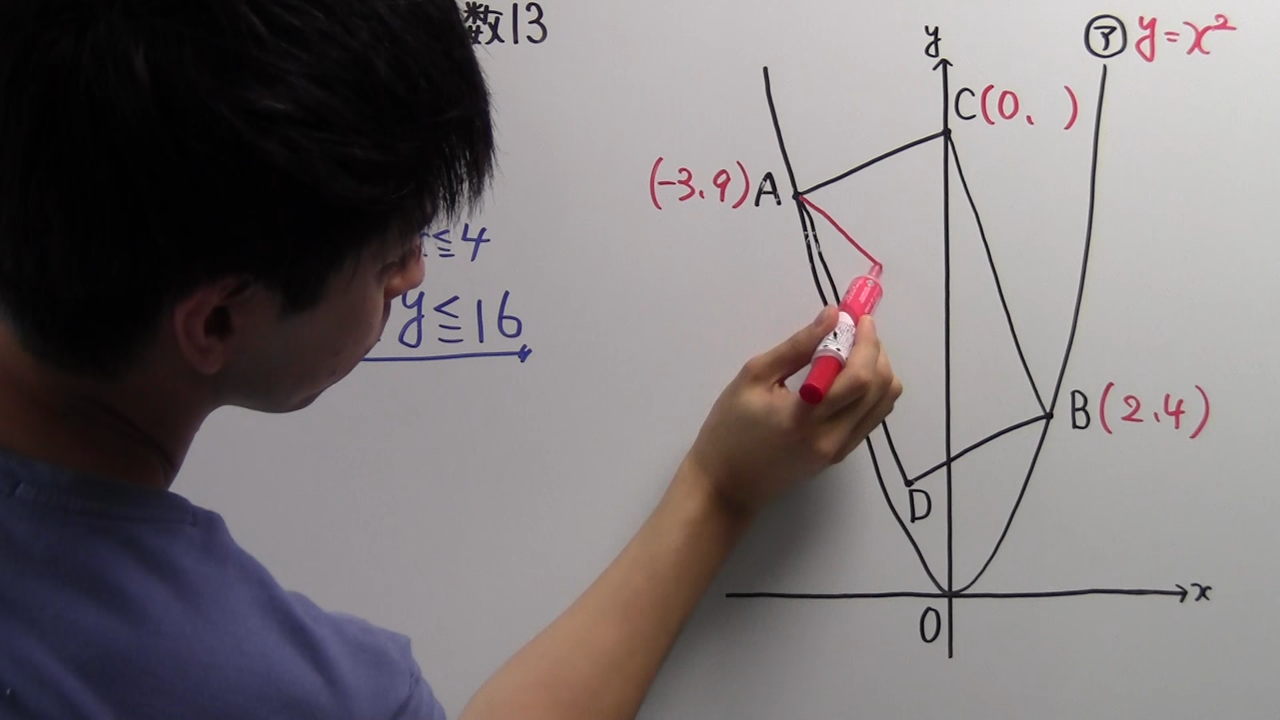 数13
≦4
y≦16
y
㋐ y=x²
C(0, )
(-3.9)A
B(2.4)
D
x
O